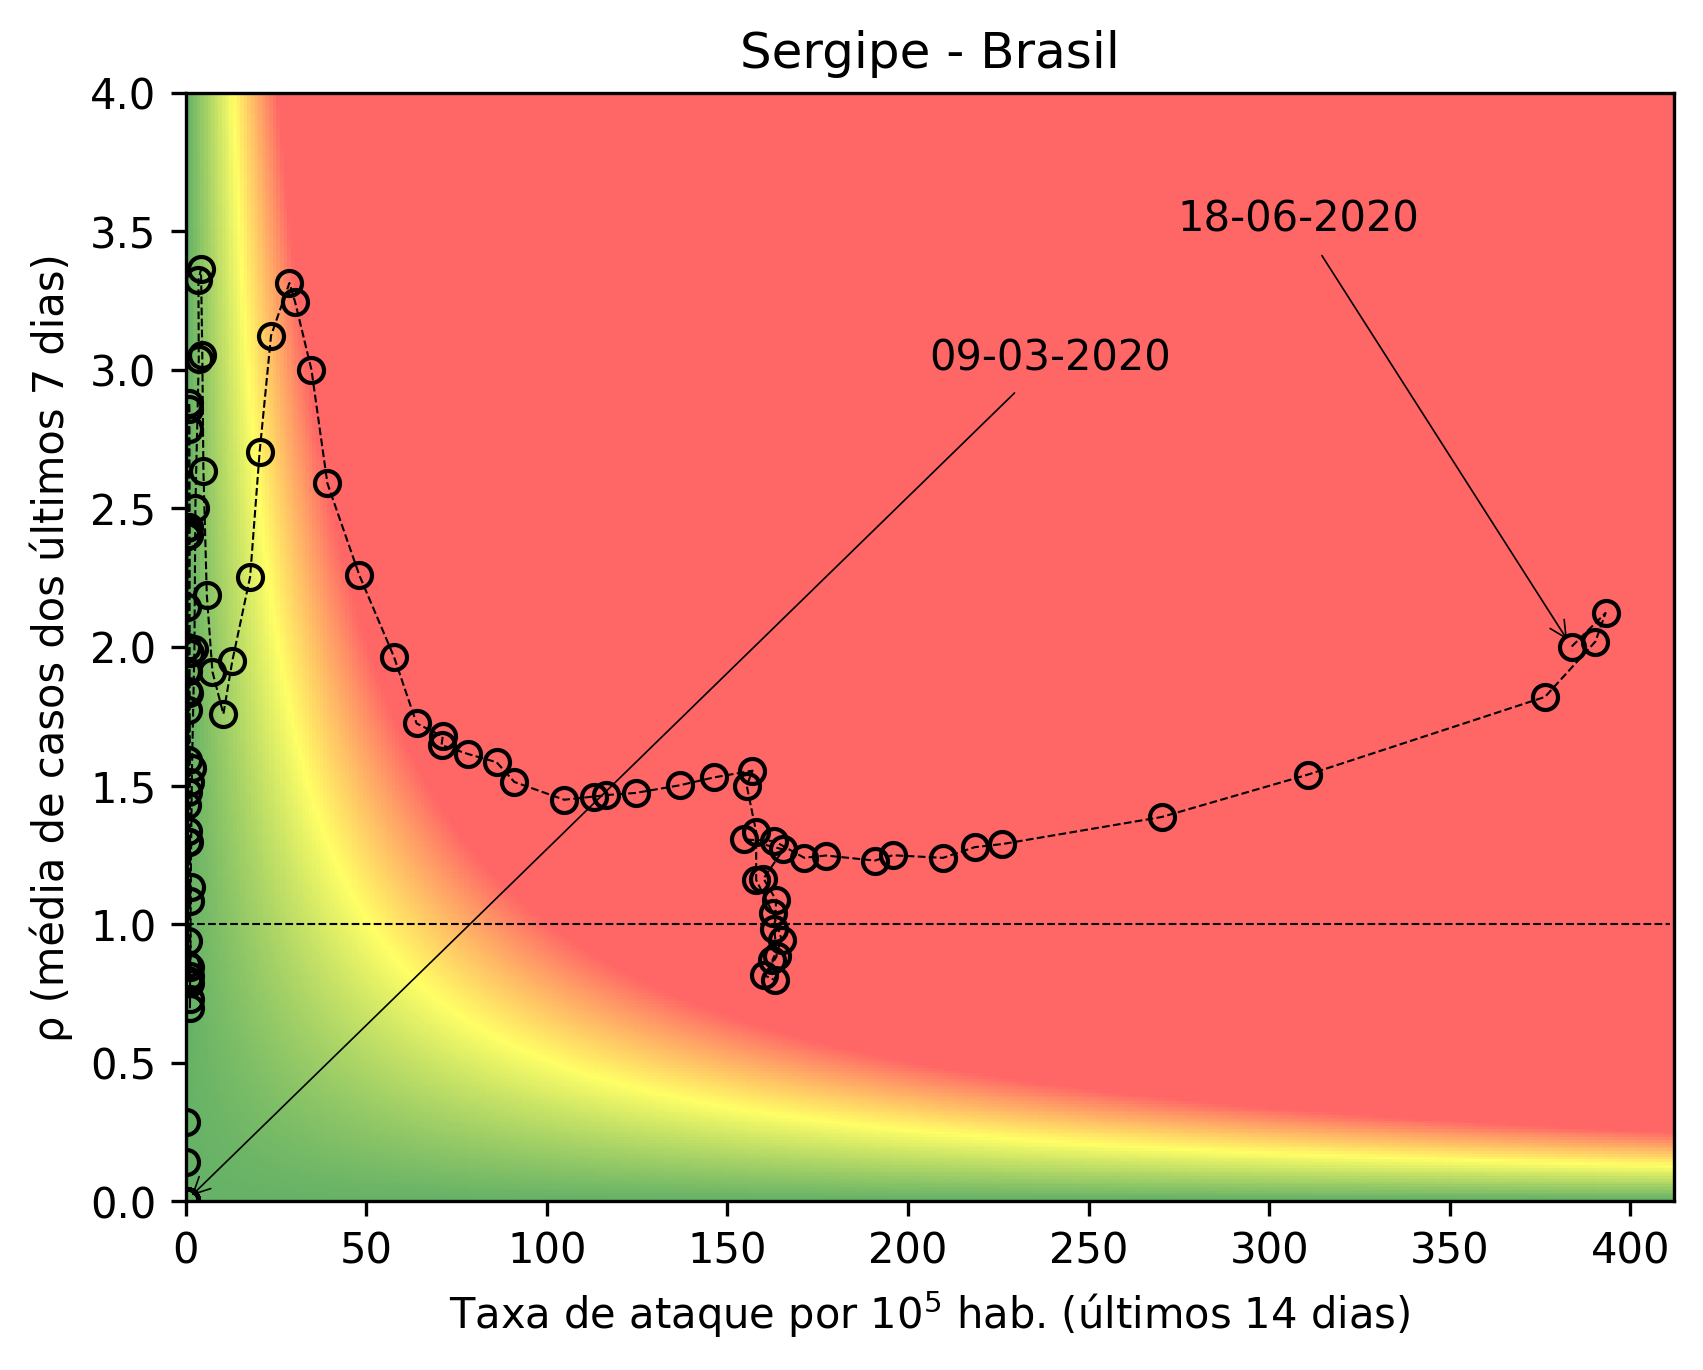 Sergipe - Brasil
4.0
3.5
3.0
2.5
2.0
1.5
1.0
0.5
0.0
ρ (média de casos dos últimos 7 dias)
18-06-2020
09-03-2020
0 50 100 150 200 250 300 350 400
Taxa de ataque por 10⁵ hab. (últimos 14 dias)